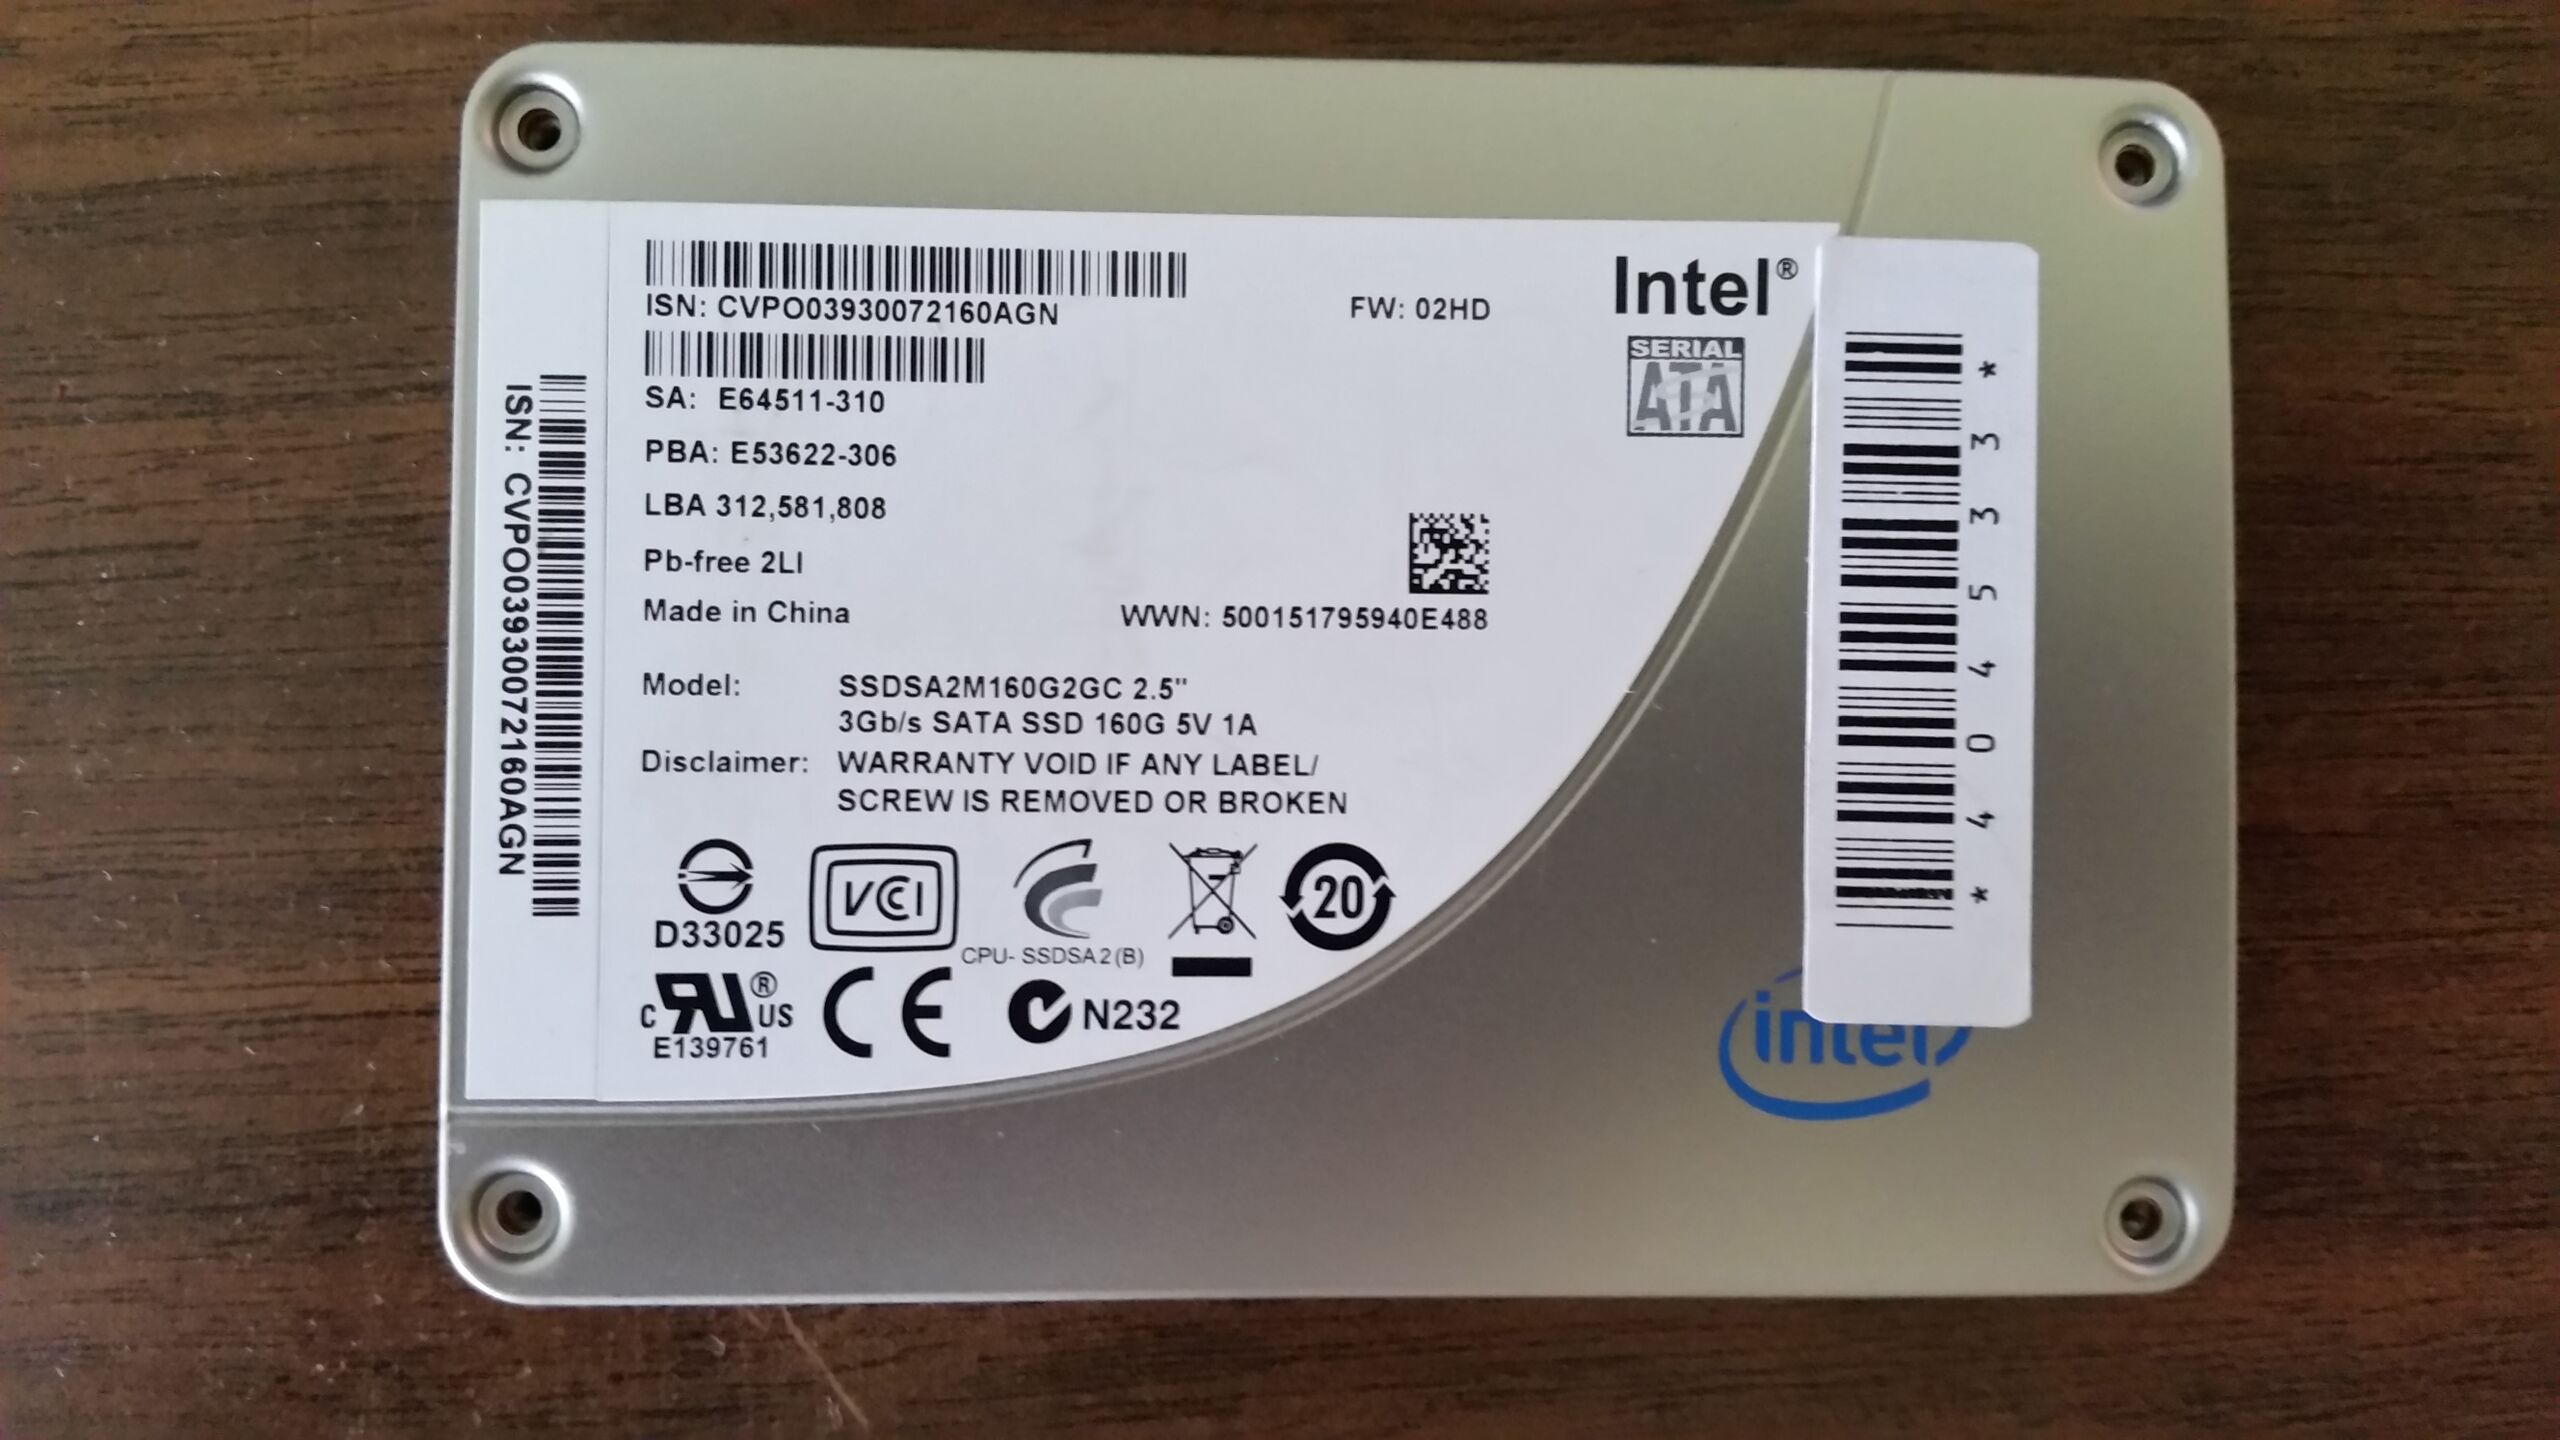 ISN: CVPO03930072160AGN
FW: 02HD
Intel®
SERIAL
ATA
SA: E64511-310
PBA: E53622-306
LBA 312,581,808
Pb-free 2LI
Made in China
WWN: 500151795940E488
Model: SSDSA2M160G2GC 2.5"
3Gb/s SATA SSD 160G 5V 1A
Disclaimer: WARRANTY VOID IF ANY LABEL/
SCREW IS REMOVED OR BROKEN
D33025
VCCI
CPU- SSDSA2(B)
20
c RU® US
E139761
CE
N232
ISN: CVPO03930072160AGN
*335404*
intel